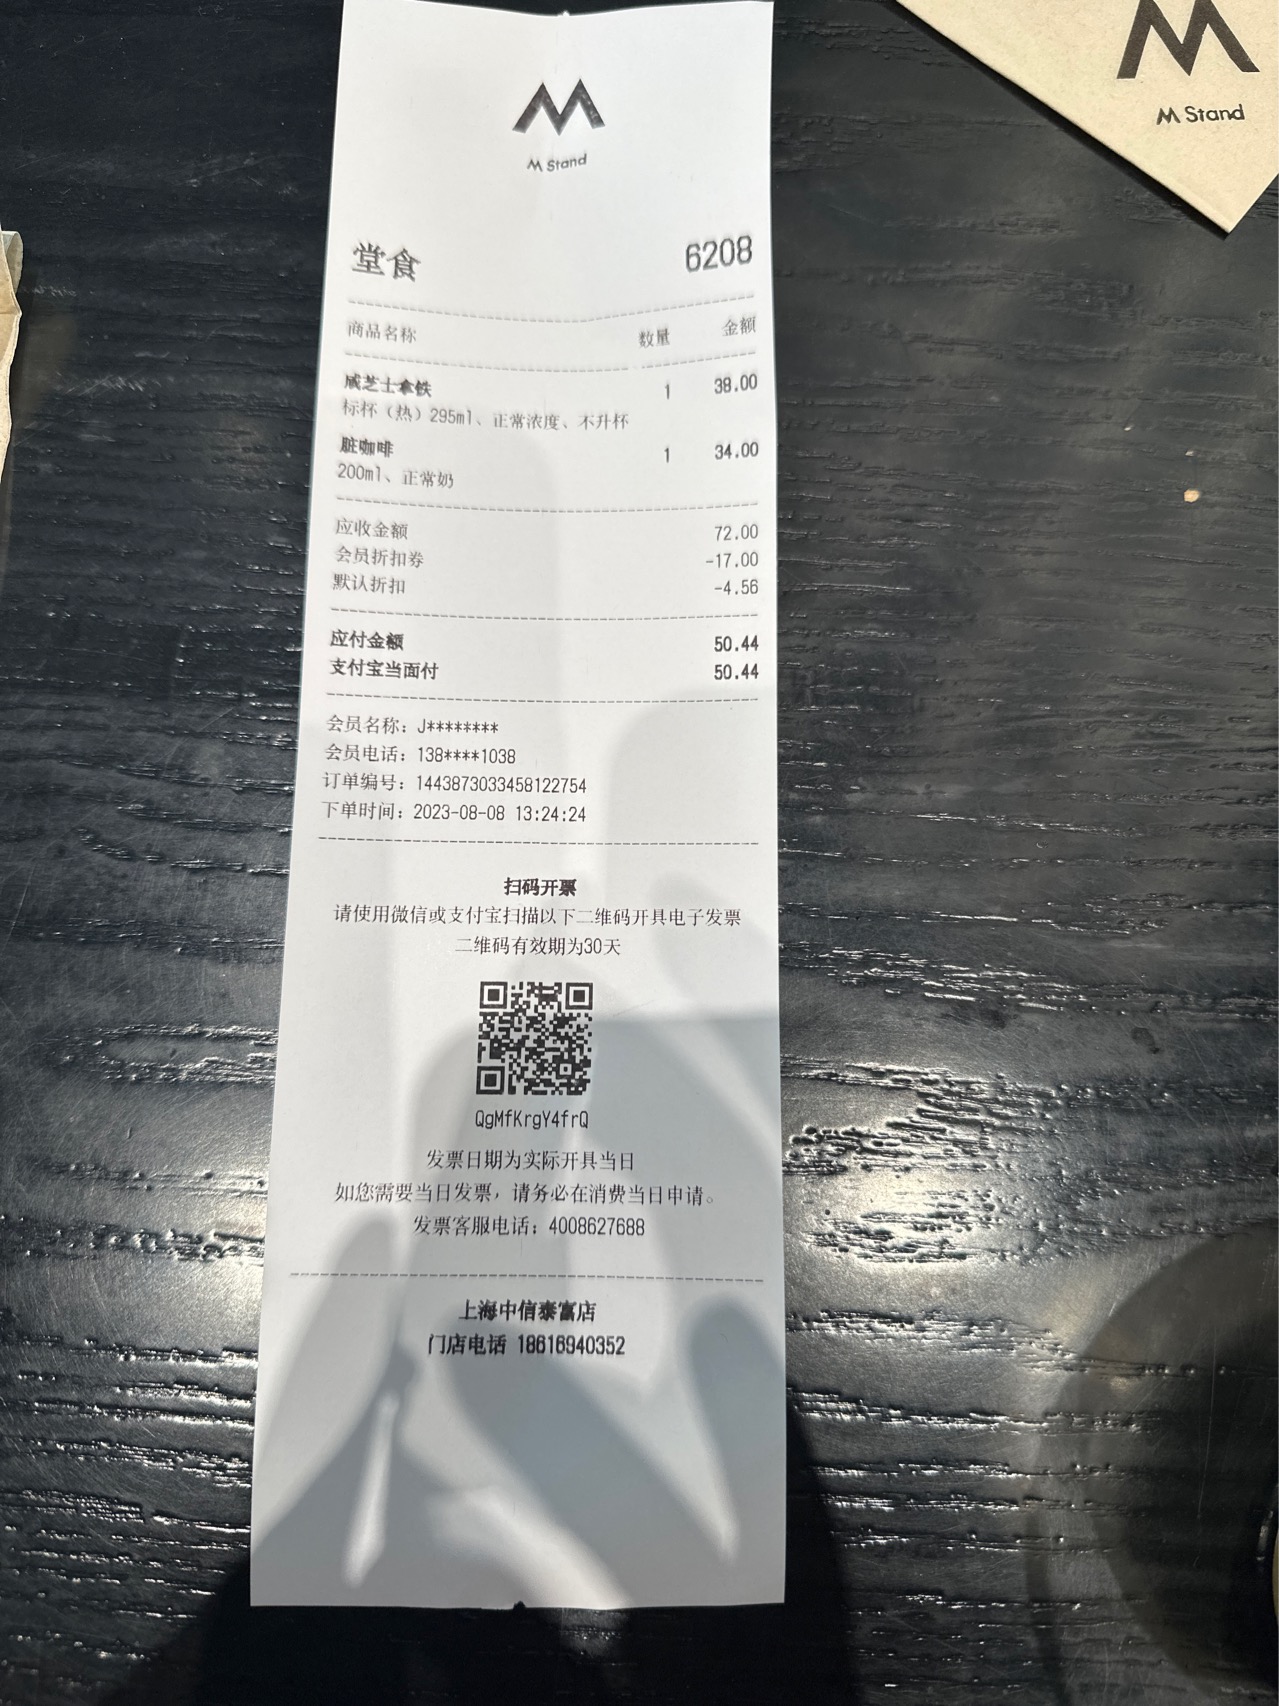 M Stand
M Stand
堂食 6208
商品名称 数量 金额
咸芝士拿铁 1 38.00
标杯（热）295ml、正常浓度、不升杯
脏咖啡 1 34.00
200ml、正常奶
应收金额 72.00
会员折扣券 -17.00
默认折扣 -4.56
应付金额 50.44
支付宝当面付 50.44
会员名称：J********
会员电话：138****1038
订单编号：1443873033458122754
下单时间：2023-08-08 13:24:24
扫码开票
请使用微信或支付宝扫描以下二维码开具电子发票
二维码有效期为30天
QgMfKrgY4frQ
发票日期为实际开具当日
如您需要当日发票，请务必在消费当日申请。
发票客服电话：4008627688
上海中信泰富店
门店电话 18616940352